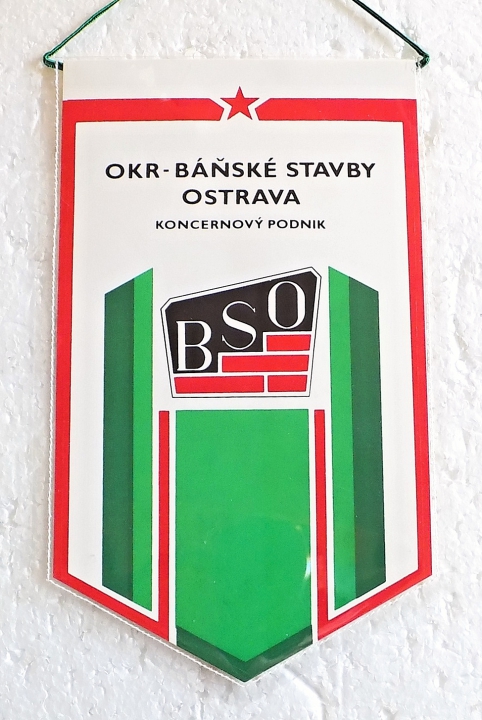 OKR-BÁŇSKÉ STAVBY
OSTRAVA
KONCERNOVÝ PODNIK
BSO